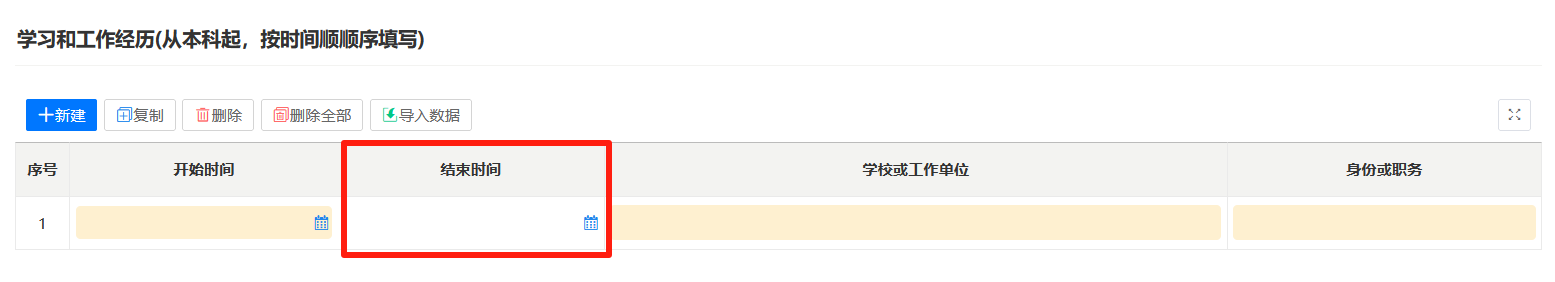 学习和工作经历(从本科起，按时间顺顺序填写)
新建 复制 删除 删除全部 导入数据
序号 开始时间 结束时间 学校或工作单位 身份或职务
1